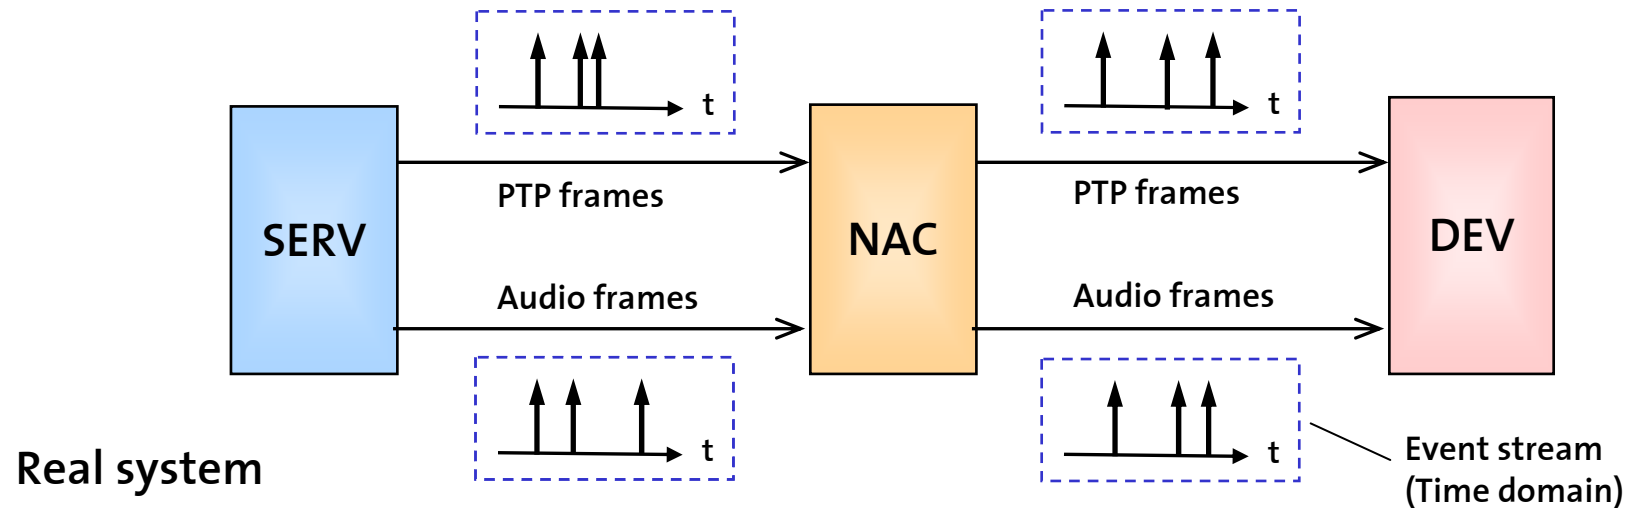 t
t
PTP frames
PTP frames
SERV
NAC
DEV
Audio frames
Audio frames
t
t
Real system
Event stream
(Time domain)